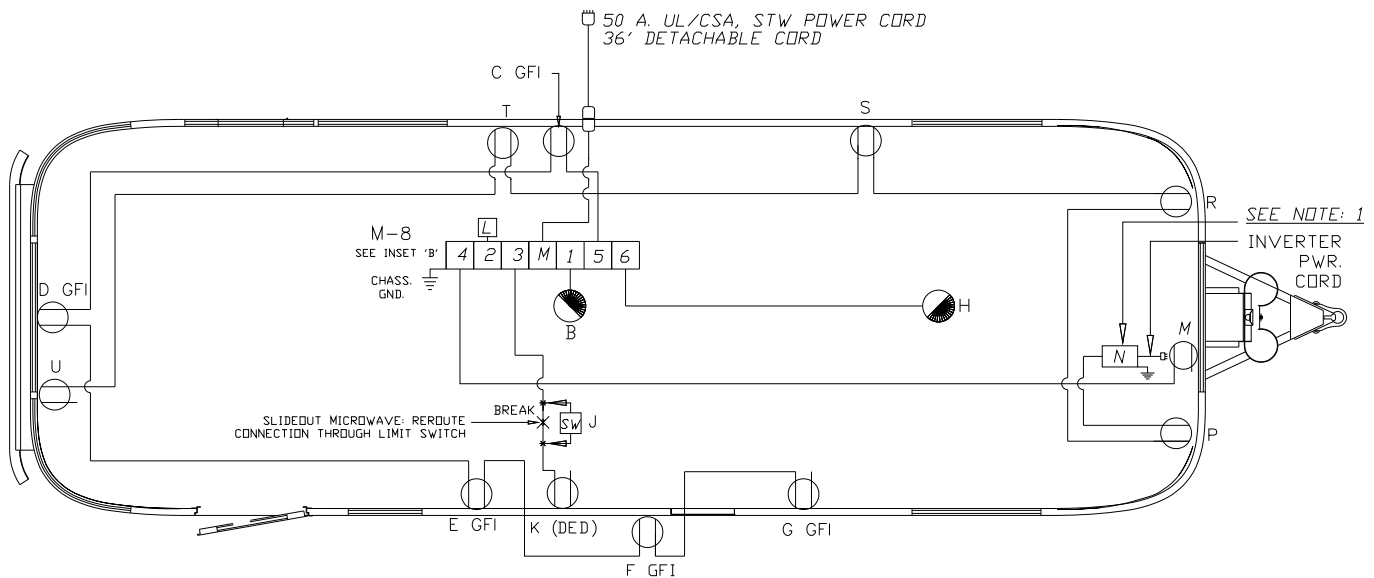 50 A. UL/CSA, STW POWER CORD
36' DETACHABLE CORD
C GFI
T
S
R
SEE NOTE: 1
INVERTER
PWR.
CORD
M-8
SEE INSET 'B'
L
4 2 3 M 1 5 6
CHASS.
GND.
D GFI
B
H
M
N
U
BREAK
SLIDEOUT MICROWAVE: REROUTE
CONNECTION THROUGH LIMIT SWITCH
SW J
P
E GFI
K (DED)
G GFI
F GFI